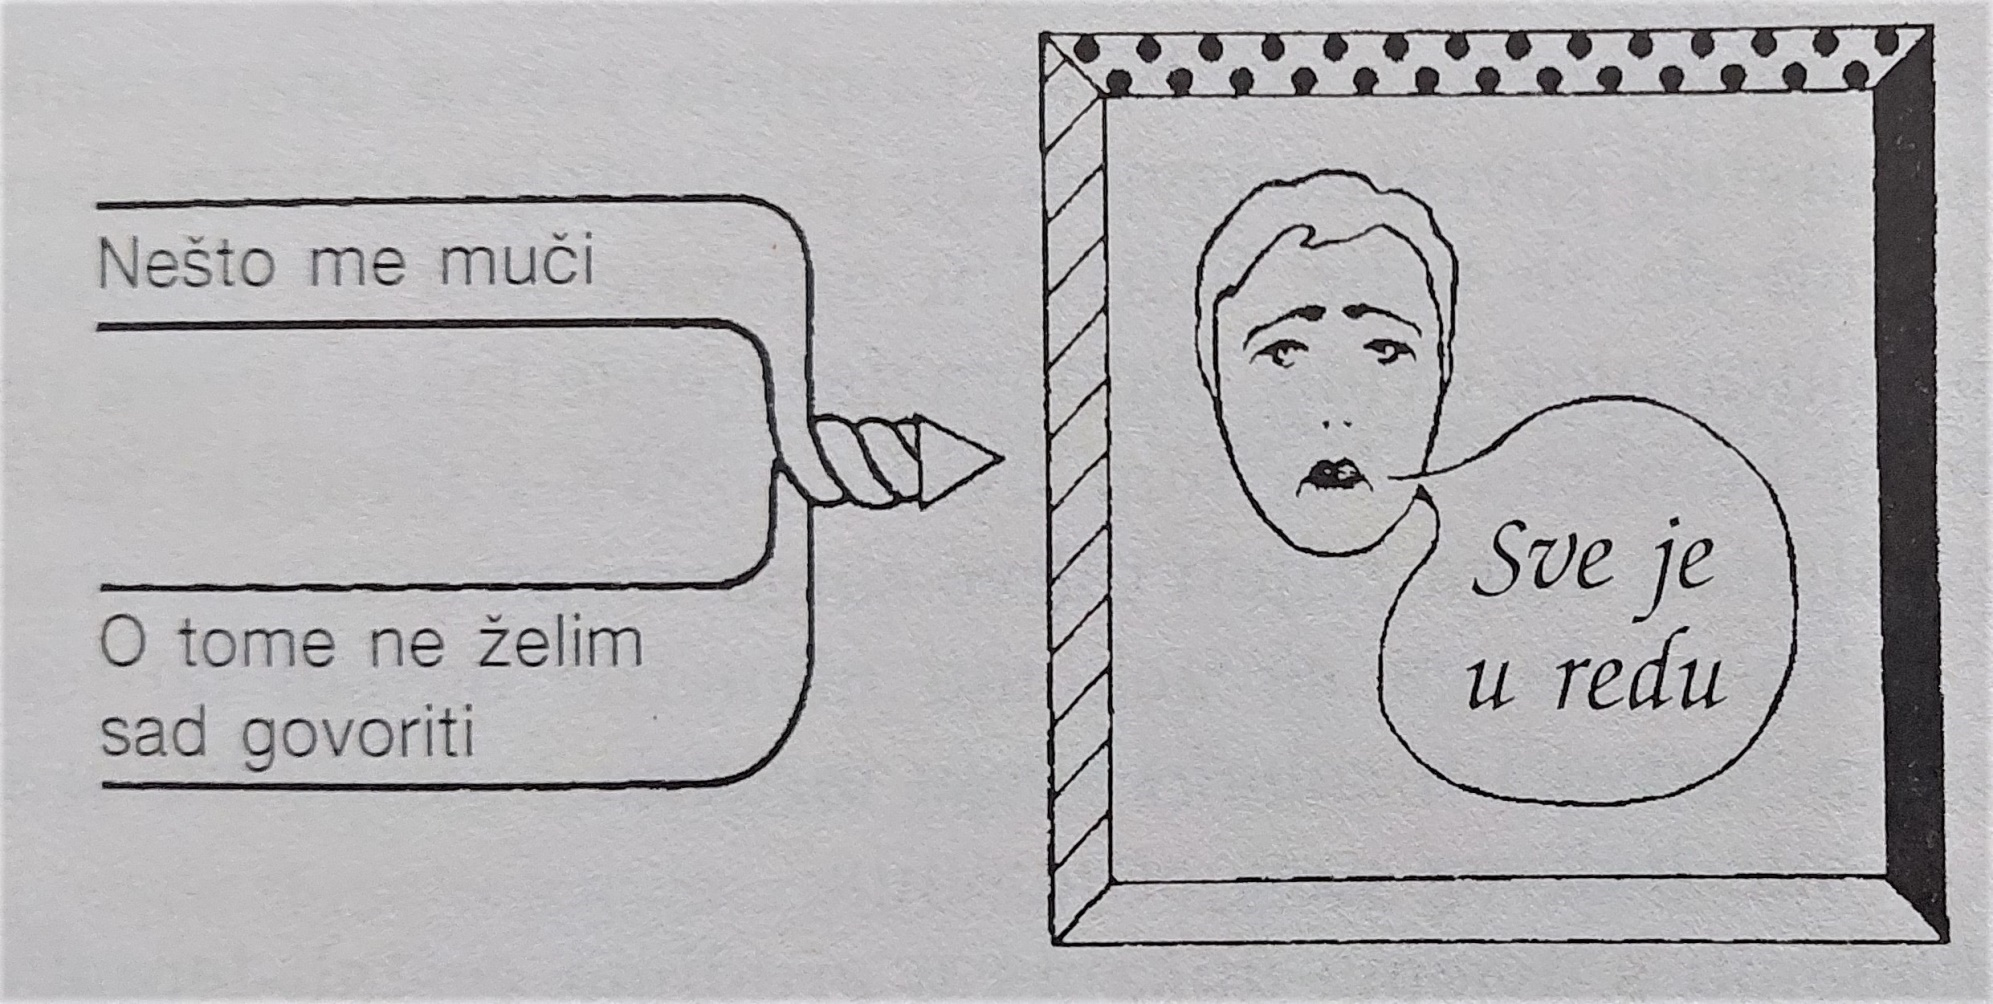 Nešto me muči
O tome ne želim
sad govoriti
Sve je
u redu